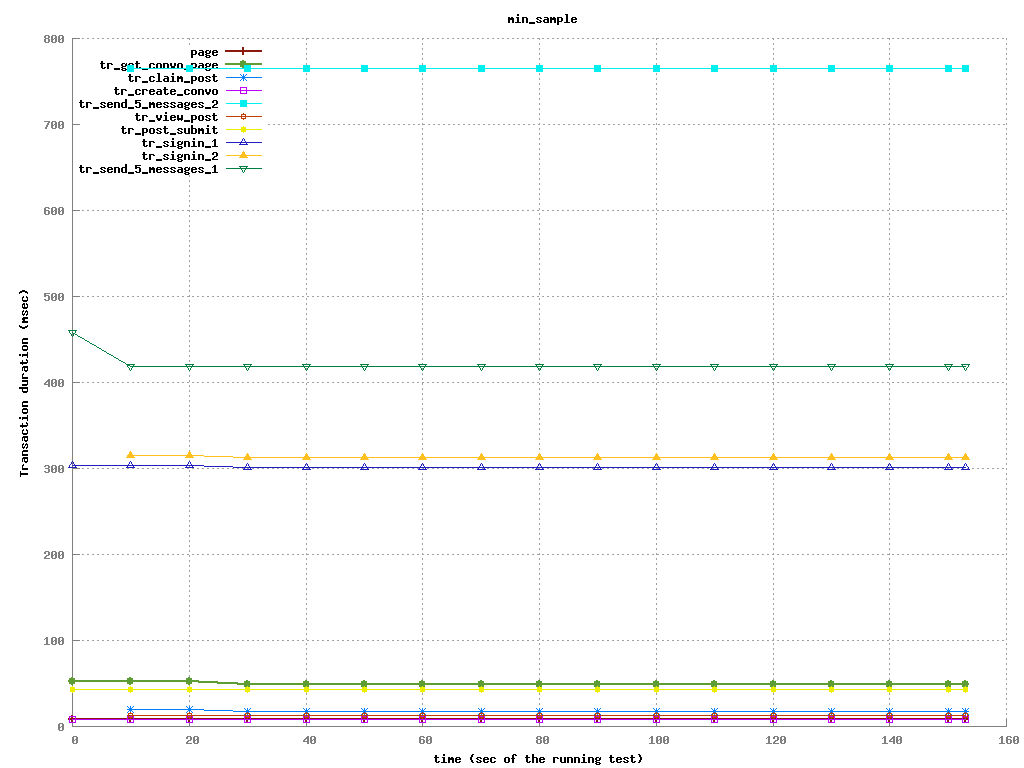 min_sample
800
700
600
500
400
300
200
100
0
Transaction duration (msec)
page
tr_get_convo_page
tr_claim_post
tr_create_convo
tr_send_5_messages_2
tr_view_post
tr_post_submit
tr_signin_1
tr_signin_2
tr_send_5_messages_1
0 20 40 60 80 100 120 140 160
time (sec of the running test)